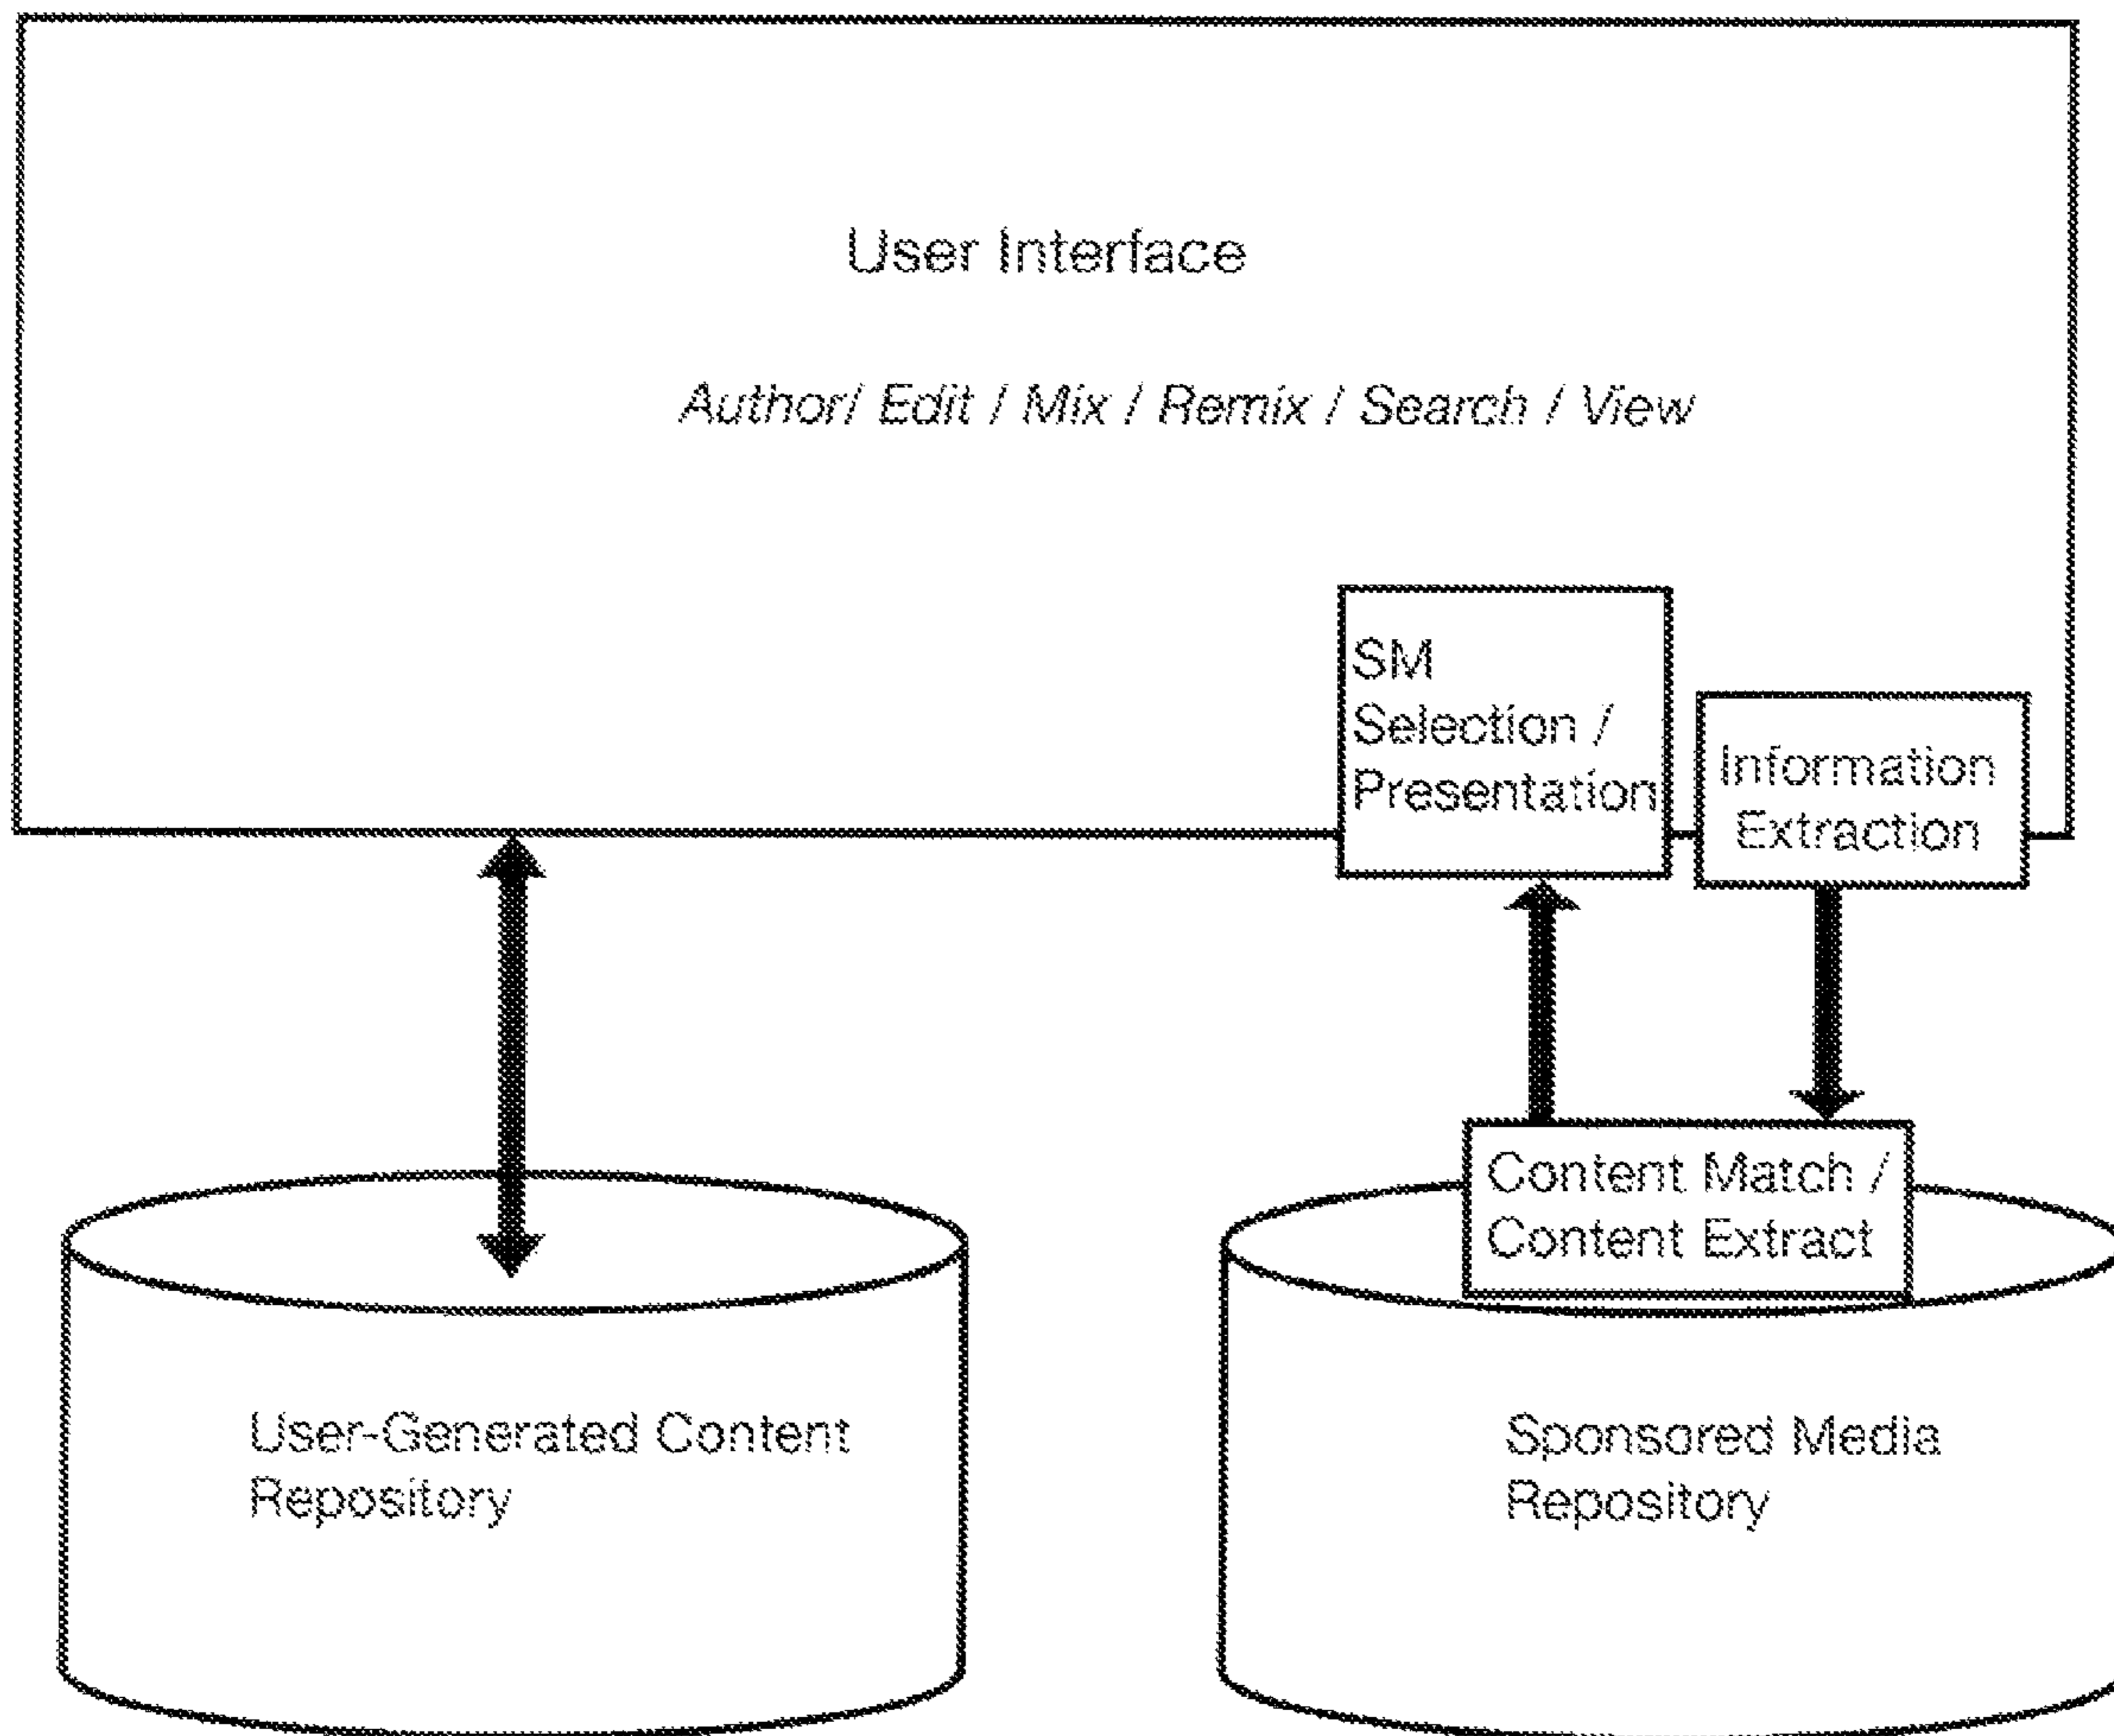 User Interface
Author/ Edit / Mix / Remix / Search / View
SM
Selection /
Presentation
Information
Extraction
Content Match /
Content Extract
User-Generated Content
Repository
Sponsored Media
Repository